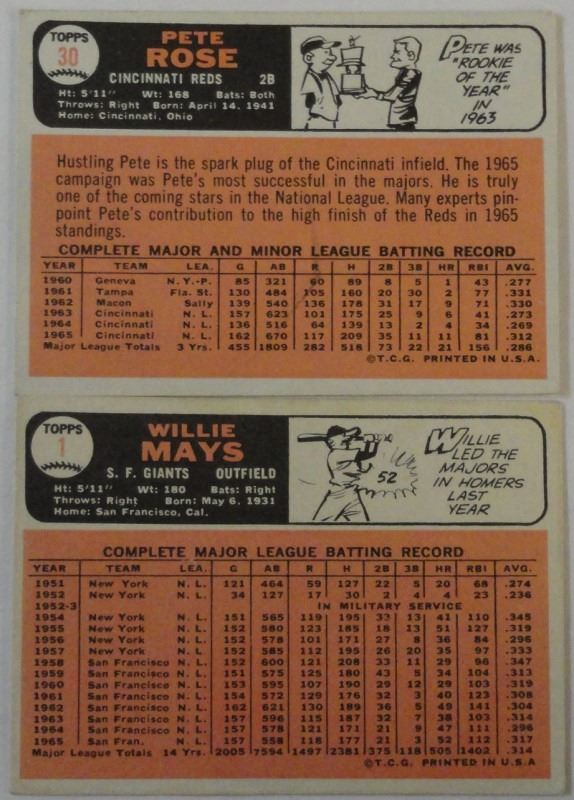 TOPPS
30
PETE
ROSE
CINCINNATI REDS 2B
Ht: 5'11" Wt: 168 Bats: Both
Throws: Right Born: April 14, 1941
Home: Cincinnati, Ohio
PETE WAS
"ROOKIE
OF THE
YEAR"
IN
1963
Hustling Pete is the spark plug of the Cincinnati infield. The 1965
campaign was Pete's most successful in the majors. He is truly
one of the coming stars in the National League. Many experts pin-
point Pete's contribution to the high finish of the Reds in 1965
standings.
COMPLETE MAJOR AND MINOR LEAGUE BATTING RECORD
YEAR TEAM LEA. G AB R H 2B 3B HR RBI AVG.
1960 Geneva N.Y.-P. 85 321 60 89 8 5 1 43 .277
1961 Tampa Fla. St. 130 484 105 160 20 30 2 77 .331
1962 Macon Sally 139 540 136 178 31 17 9 71 .330
1963 Cincinnati N. L. 157 623 101 175 25 9 6 41 .273
1964 Cincinnati N. L. 136 516 64 139 13 2 4 34 .269
1965 Cincinnati N. L. 162 670 117 209 35 11 11 81 .312
Major League Totals 3 Yrs. 455 1809 282 518 73 22 21 156 .286
©T.C.G. PRINTED IN U.S.A.
TOPPS
1
WILLIE
MAYS
S. F. GIANTS OUTFIELD
Ht: 5'11" Wt: 180 Bats: Right
Throws: Right Born: May 6, 1931
Home: San Francisco, Cal.
52
WILLIE
LED THE
MAJORS
IN HOMERS
LAST
YEAR
COMPLETE MAJOR LEAGUE BATTING RECORD
YEAR TEAM LEA. G AB R H 2B 3B HR RBI AVG.
1951 New York N. L. 121 464 59 127 22 5 20 68 .274
1952 New York N. L. 34 127 17 30 2 4 4 23 .236
1952-3 IN MILITARY SERVICE
1954 New York N. L. 151 565 119 195 33 13 41 110 .345
1955 New York N. L. 152 580 123 185 18 13 51 127 .319
1956 New York N. L. 152 578 101 171 27 8 36 84 .296
1957 New York N. L. 152 585 112 195 26 20 35 97 .333
1958 San Francisco N. L. 152 600 121 208 33 11 29 96 .347
1959 San Francisco N. L. 151 575 125 180 43 5 34 104 .313
1960 San Francisco N. L. 153 595 107 190 29 12 29 103 .319
1961 San Francisco N. L. 154 572 129 176 32 3 40 123 .308
1962 San Francisco N. L. 162 621 130 189 36 5 49 141 .304
1963 San Francisco N. L. 157 596 115 187 32 7 38 103 .314
1964 San Francisco N. L. 157 578 121 171 21 9 47 111 .296
1965 San Fran. N. L. 157 558 118 177 21 3 52 112 .317
Major League Totals 14 Yrs. 2005 7594 1497 2381 375 118 505 1402 .314
©T.C.G. PRINTED IN U.S.A